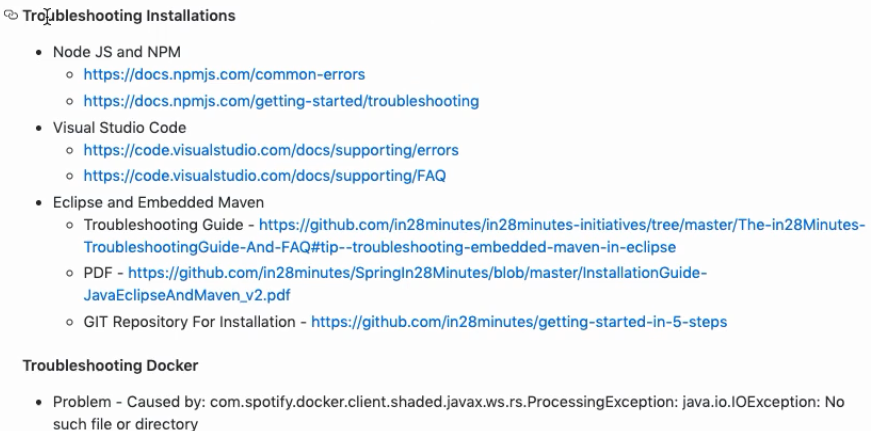 Troubleshooting Installations
Node JS and NPM
https://docs.npmjs.com/common-errors
https://docs.npmjs.com/getting-started/troubleshooting
Visual Studio Code
https://code.visualstudio.com/docs/supporting/errors
https://code.visualstudio.com/docs/supporting/FAQ
Eclipse and Embedded Maven
Troubleshooting Guide - https://github.com/in28minutes/in28minutes-initiatives/tree/master/The-in28Minutes-
TroubleshootingGuide-And-FAQ#tip--troubleshooting-embedded-maven-in-eclipse
PDF - https://github.com/in28minutes/SpringIn28Minutes/blob/master/InstallationGuide-
JavaEclipseAndMaven_v2.pdf
GIT Repository For Installation - https://github.com/in28minutes/getting-started-in-5-steps
Troubleshooting Docker
Problem - Caused by: com.spotify.docker.client.shaded.javax.ws.rs.ProcessingException: java.io.IOException: No
such file or directory